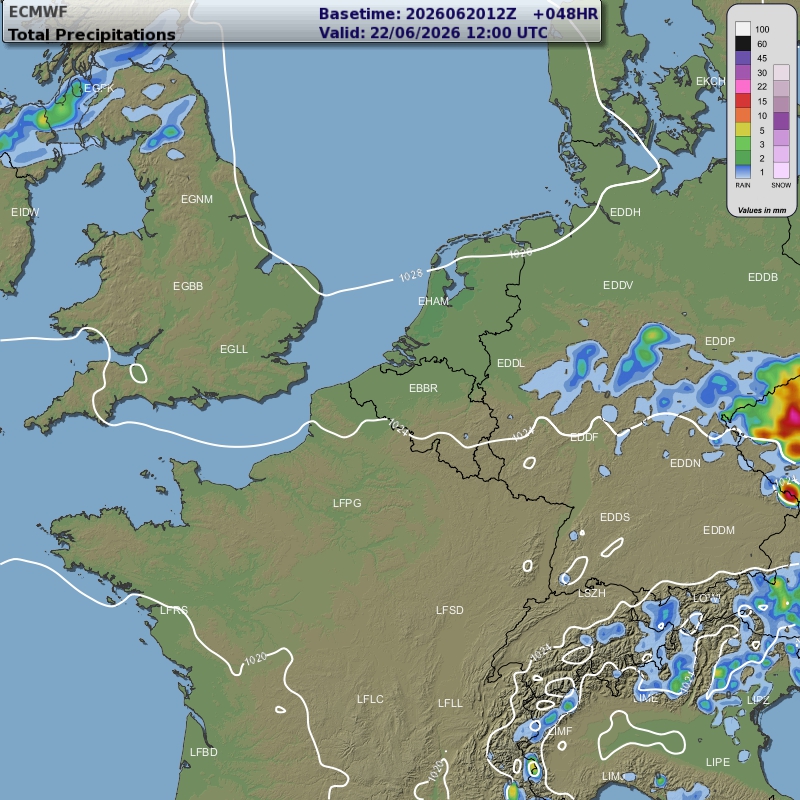 ECMWF
Basetime: 2026062012Z +048HR
Total Precipitations
Valid: 22/06/2026 12:00 UTC
100
60
45
30
22
15
10
5
3
2
1
RAIN
SNOW
Values in mm
EKCH
EIDW
EGNM
EDDH
1028
1028
EGBB
EDDV
EDDB
EHAM
EGLL
EDDP
EDDL
EBBR
1024
1024
EDDF
EDDN
LFPG
EDDS
EDDM
LSZH
LFRS
LFSD
1024
1020
1024
LFLC
LFLL
LIMF
LIPZ
LFBD
LIPE
1020